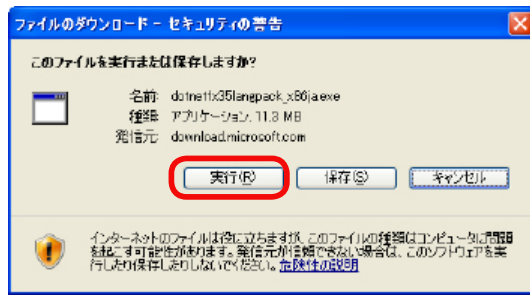 ファイルのダウンロード - セキュリティの警告
このファイルを実行または保存しますか?
名前: dotnetfx35langpack_x86ja.exe
種類: アプリケーション, 11.3 MB
発信元: download.microsoft.com
実行(R)
保存(S)
キャンセル
インターネットのファイルは役に立ちますが、このファイルの種類はコンピュータに問題
を起こす可能性があります。発信元が信頼できない場合は、このソフトウェアを実
行したり保存したりしないでください。危険性の説明